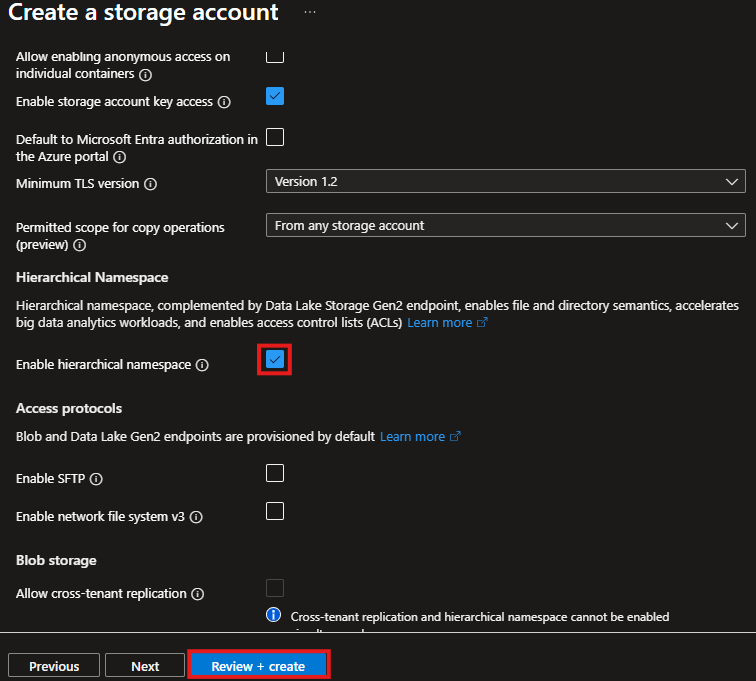 Create a storage account ...
Allow enabling anonymous access on
individual containers
Enable storage account key access
Default to Microsoft Entra authorization in
the Azure portal
Minimum TLS version
Version 1.2
Permitted scope for copy operations
(preview)
From any storage account
Hierarchical Namespace
Hierarchical namespace, complemented by Data Lake Storage Gen2 endpoint, enables file and directory semantics, accelerates
big data analytics workloads, and enables access control lists (ACLs) Learn more
Enable hierarchical namespace
Access protocols
Blob and Data Lake Gen2 endpoints are provisioned by default Learn more
Enable SFTP
Enable network file system v3
Blob storage
Allow cross-tenant replication
Cross-tenant replication and hierarchical namespace cannot be enabled
Previous
Next
Review + create